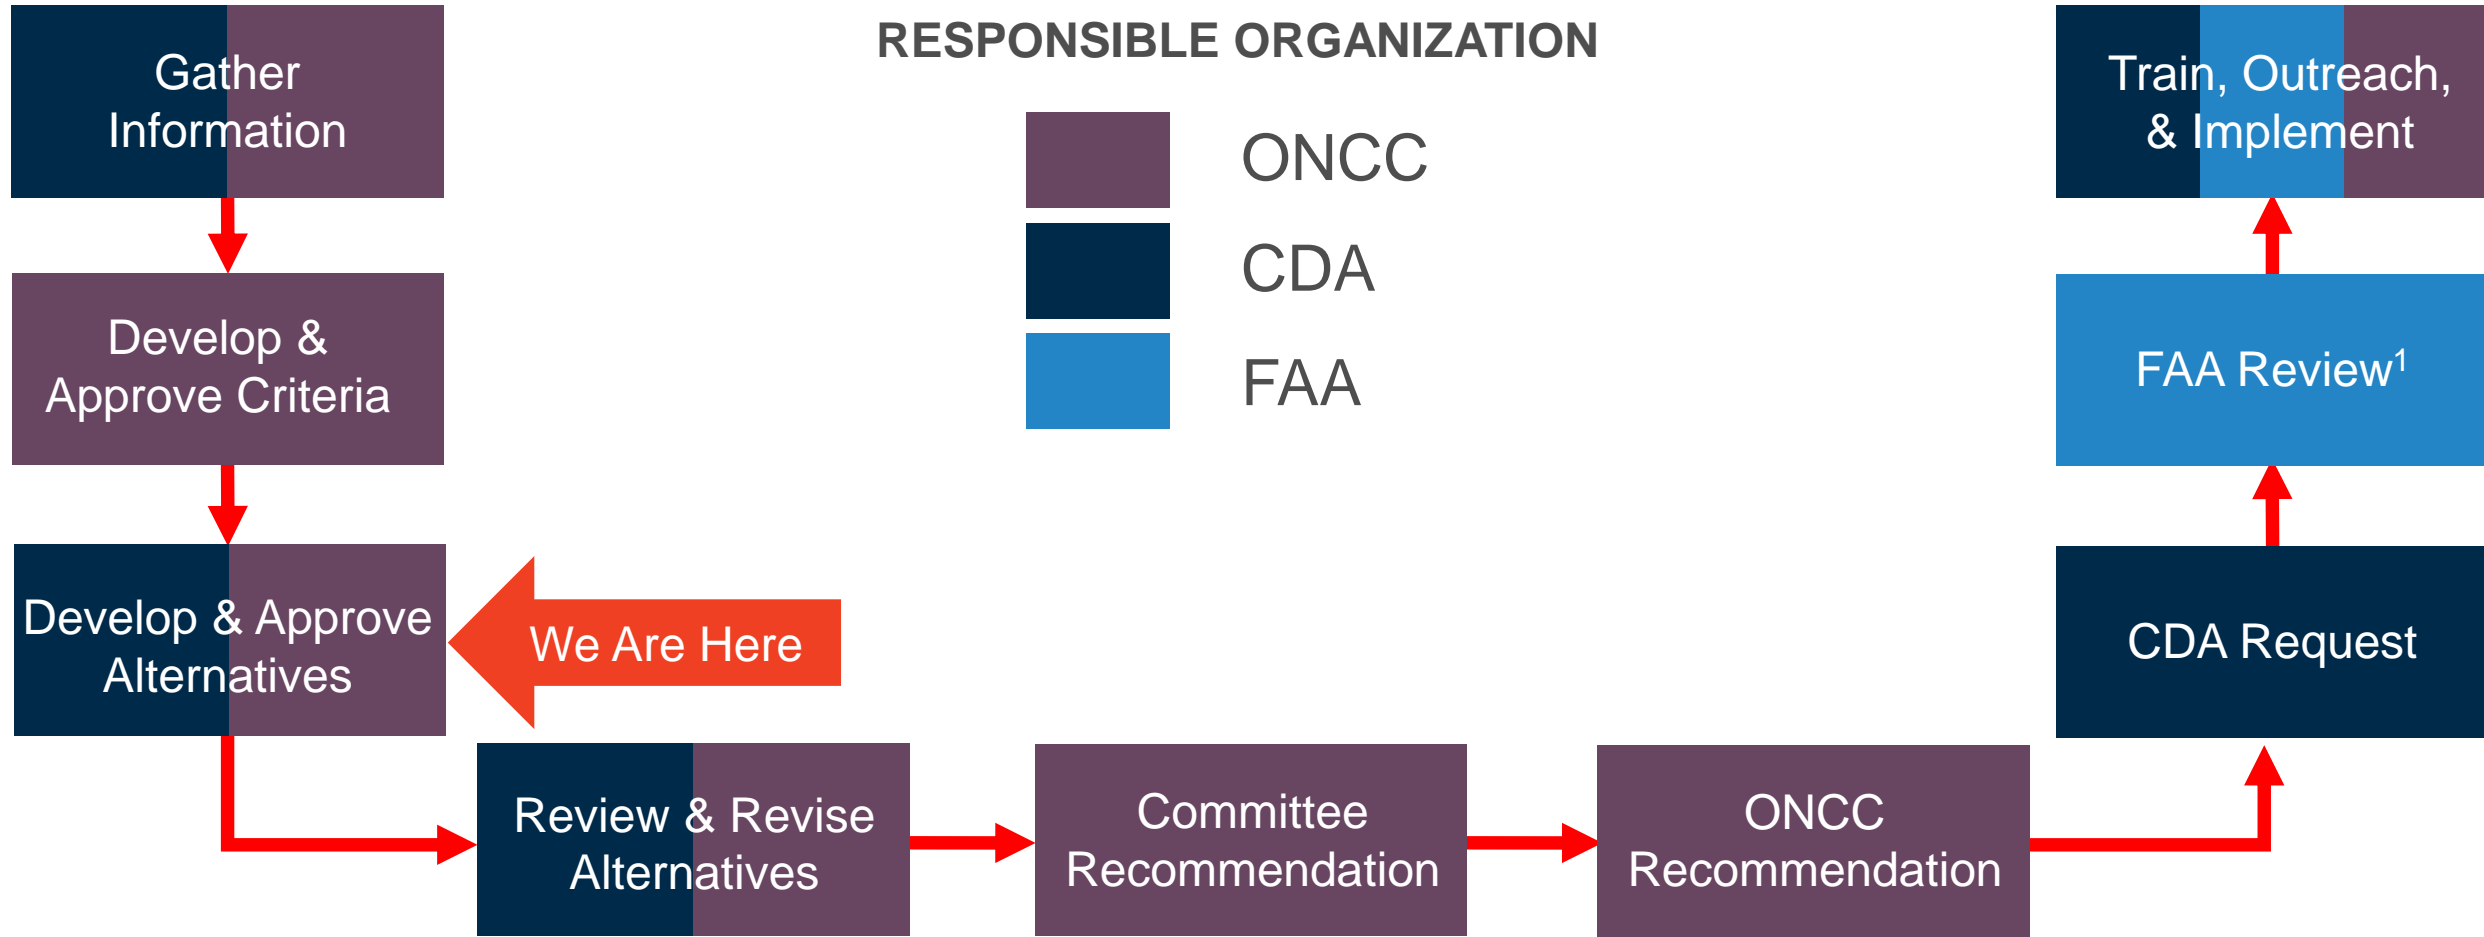 Gather
Information
RESPONSIBLE ORGANIZATION
ONCC
CDA
FAA
Develop &
Approve Criteria
Develop & Approve
Alternatives
We Are Here
Review & Revise
Alternatives
Committee
Recommendation
ONCC
Recommendation
CDA Request
FAA Review¹
Train, Outreach,
& Implement